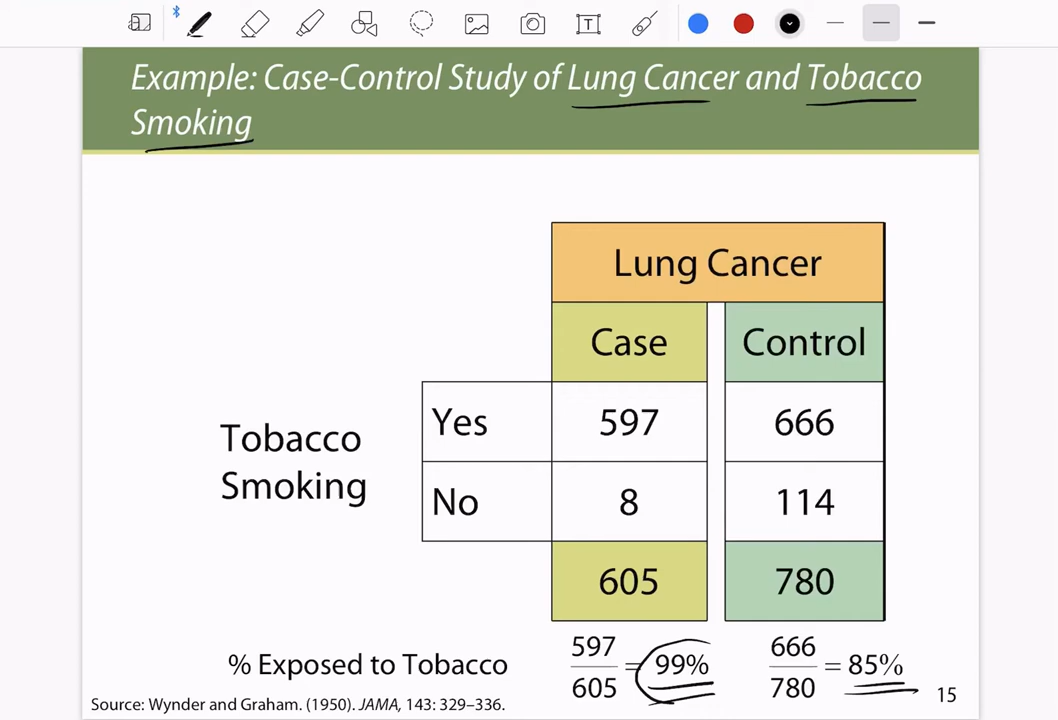 Example: Case-Control Study of Lung Cancer and Tobacco
Smoking
Lung Cancer
Case Control
Yes 597 666
Tobacco
Smoking
No 8 114
605 780
% Exposed to Tobacco 597/605 = 99% 666/780 = 85%
Source: Wynder and Graham. (1950). JAMA, 143: 329–336.
15
T